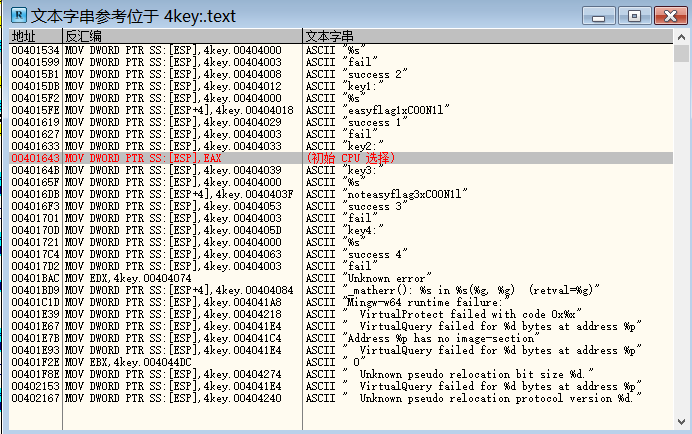 R 文本字串参考位于 4key:.text
地址 反汇编 文本字串
00401534 MOV DWORD PTR SS:[ESP],4key.00404000 ASCII "%s"
00401599 MOV DWORD PTR SS:[ESP],4key.00404003 ASCII "fail"
004015B1 MOV DWORD PTR SS:[ESP],4key.00404008 ASCII "success 2"
004015DB MOV DWORD PTR SS:[ESP],4key.00404012 ASCII "key1:"
004015F2 MOV DWORD PTR SS:[ESP],4key.00404000 ASCII "%s"
004015FE MOV DWORD PTR SS:[ESP+4],4key.00404018 ASCII "easyflag1xCOON1l"
00401619 MOV DWORD PTR SS:[ESP],4key.00404029 ASCII "success 1"
00401627 MOV DWORD PTR SS:[ESP],4key.00404003 ASCII "fail"
00401633 MOV DWORD PTR SS:[ESP],4key.00404033 ASCII "key2:"
00401643 MOV DWORD PTR SS:[ESP],EAX (初始 CPU 选择)
0040164B MOV DWORD PTR SS:[ESP],4key.00404039 ASCII "key3:"
0040165F MOV DWORD PTR SS:[ESP],4key.00404000 ASCII "%s"
004016DB MOV DWORD PTR SS:[ESP+4],4key.0040403F ASCII "noteasyflag3xCOON1l"
004016F3 MOV DWORD PTR SS:[ESP],4key.00404053 ASCII "success 3"
00401701 MOV DWORD PTR SS:[ESP],4key.00404003 ASCII "fail"
0040170D MOV DWORD PTR SS:[ESP],4key.0040405D ASCII "key4:"
00401721 MOV DWORD PTR SS:[ESP],4key.00404000 ASCII "%s"
004017C4 MOV DWORD PTR SS:[ESP],4key.00404063 ASCII "success 4"
004017D2 MOV DWORD PTR SS:[ESP],4key.00404003 ASCII "fail"
00401BAC MOV EDX,4key.00404074 ASCII "Unknown error"
00401BD9 MOV DWORD PTR SS:[ESP+4],4key.00404084 ASCII "_matherr(): %s in %s(%g, %g)  (retval=%g)"
00401C1D MOV DWORD PTR SS:[ESP],4key.004041A8 ASCII "Mingw-w64 runtime failure:"
00401E39 MOV DWORD PTR SS:[ESP],4key.00404218 ASCII "  VirtualProtect failed with code 0x%x"
00401E67 MOV DWORD PTR SS:[ESP],4key.004041E4 ASCII "  VirtualQuery failed for %d bytes at address %p"
00401E7B MOV DWORD PTR SS:[ESP],4key.004041C4 ASCII "Address %p has no image-section"
00401E93 MOV DWORD PTR SS:[ESP],4key.004041E4 ASCII "  VirtualQuery failed for %d bytes at address %p"
00401F2E MOV EBX,4key.004044DC ASCII " 0"
00401F8E MOV DWORD PTR SS:[ESP],4key.00404274 ASCII "  Unknown pseudo relocation bit size %d."
00402153 MOV DWORD PTR SS:[ESP],4key.004041E4 ASCII "  VirtualQuery failed for %d bytes at address %p"
00402167 MOV DWORD PTR SS:[ESP],4key.00404240 ASCII "  Unknown pseudo relocation protocol version %d."